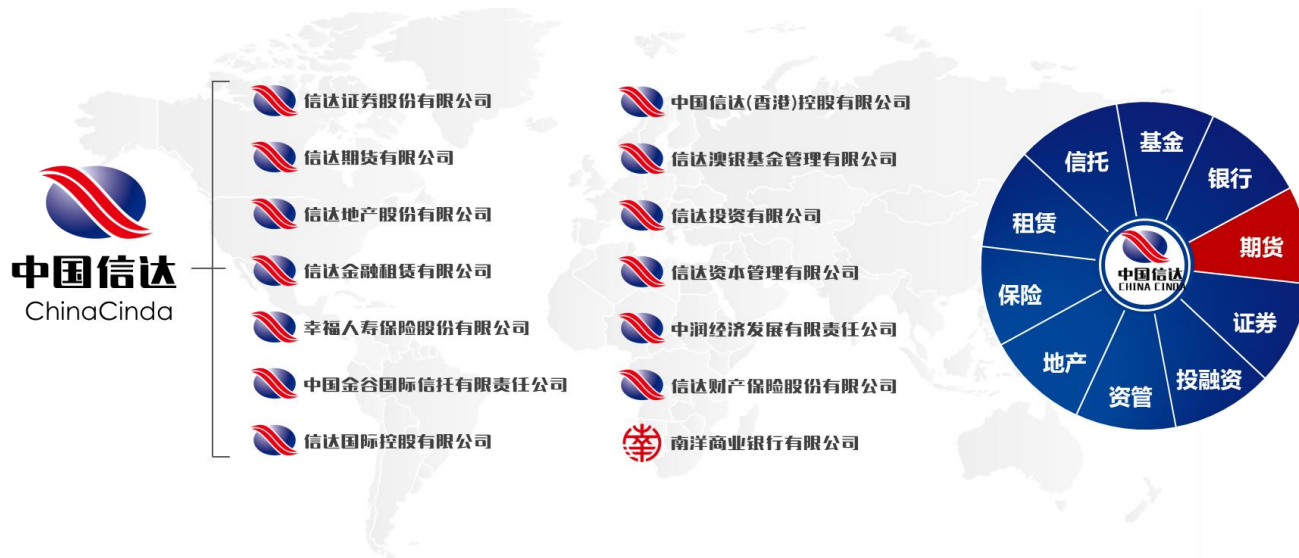 中国信达
ChinaCinda
信达证券股份有限公司
信达期货有限公司
信达地产股份有限公司
信达金融租赁有限公司
幸福人寿保险股份有限公司
中国金谷国际信托有限责任公司
信达国际控股有限公司
中国信达(香港)控股有限公司
信达澳银基金管理有限公司
信达投资有限公司
信达资本管理有限公司
中润经济发展有限责任公司
信达财产保险股份有限公司
南洋商业银行有限公司
基金
银行
期货
证券
投融资
资管
地产
保险
租赁
信托
中国信达
CHINA CINDA